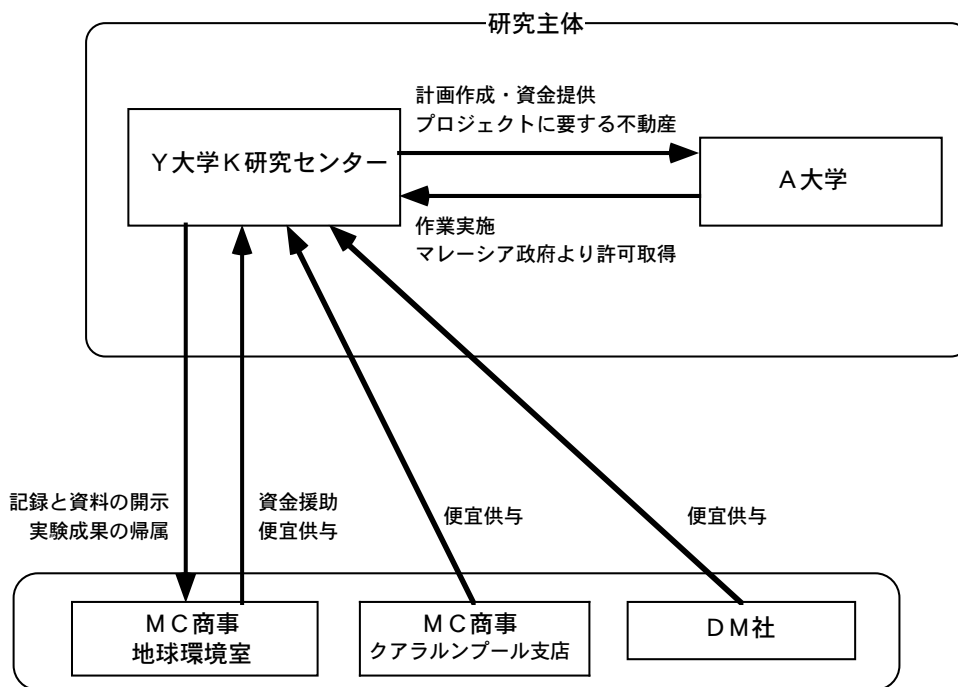 研究主体
計画作成・資金提供
プロジェクトに要する不動産
Ｙ大学Ｋ研究センター
Ａ大学
作業実施
マレーシア政府より許可取得
記録と資料の開示
実験成果の帰属
資金援助
便宜供与
便宜供与
便宜供与
ＭＣ商事
地球環境室
ＭＣ商事
クアラルンプール支店
ＤＭ社